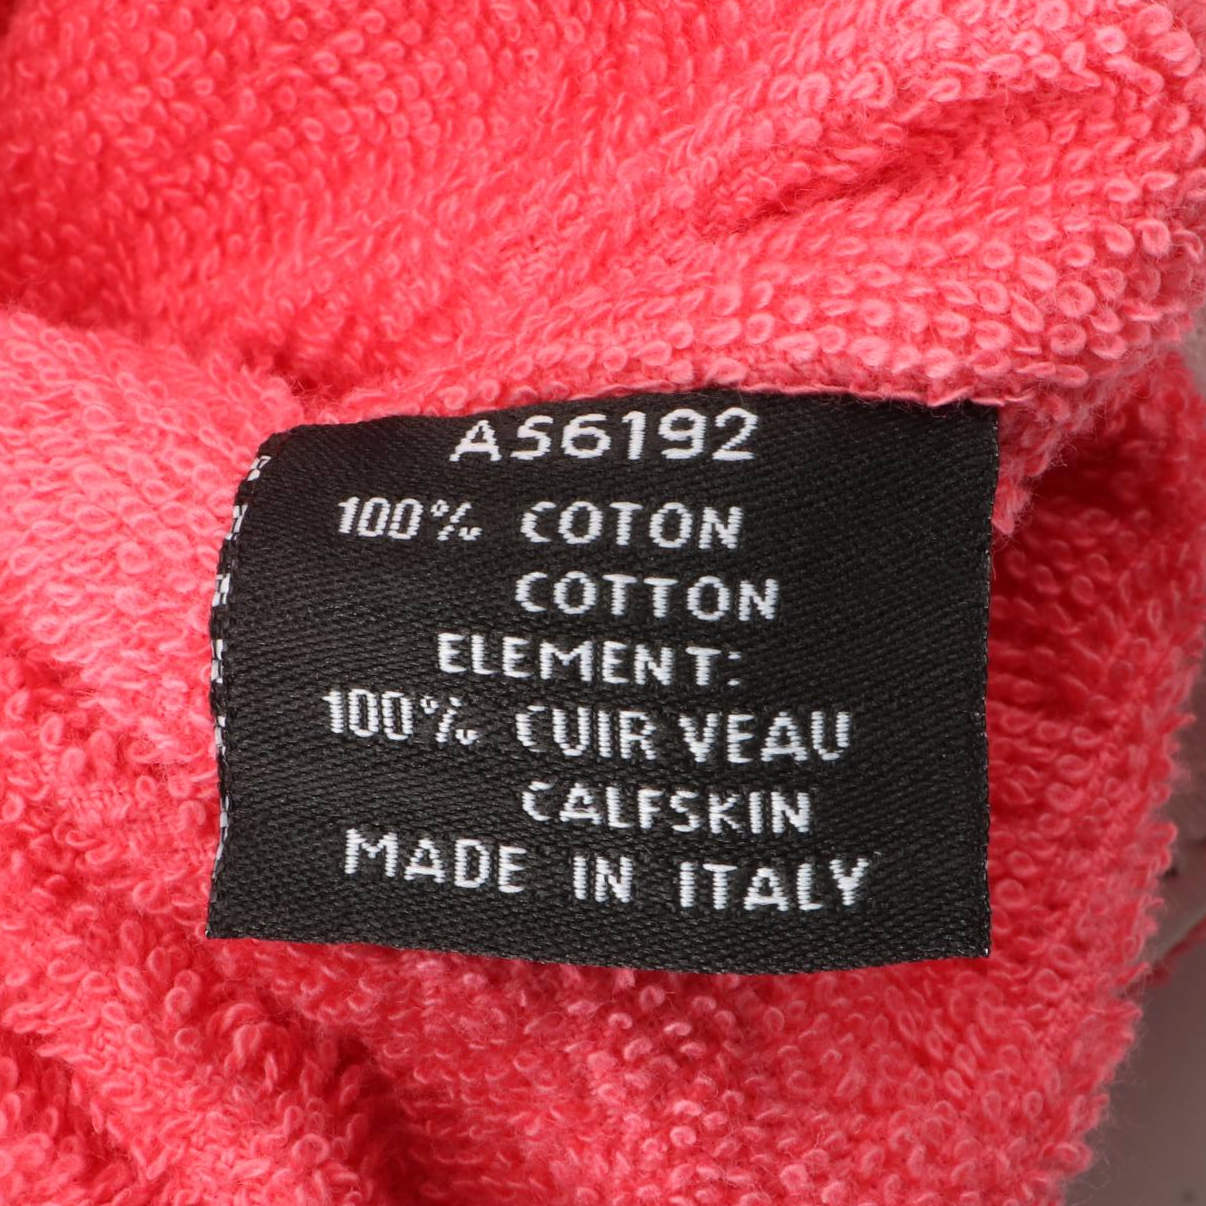 AS6192
100% COTON
COTTON
ELEMENT:
100% CUIR VEAU
CALFSKIN
MADE IN ITALY